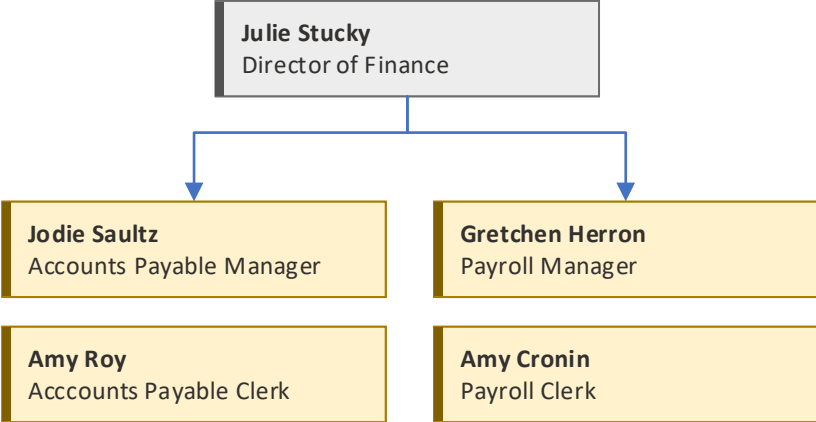 Julie Stucky
Director of Finance
Jodie Saultz
Accounts Payable Manager
Gretchen Herron
Payroll Manager
Amy Roy
Acccounts Payable Clerk
Amy Cronin
Payroll Clerk